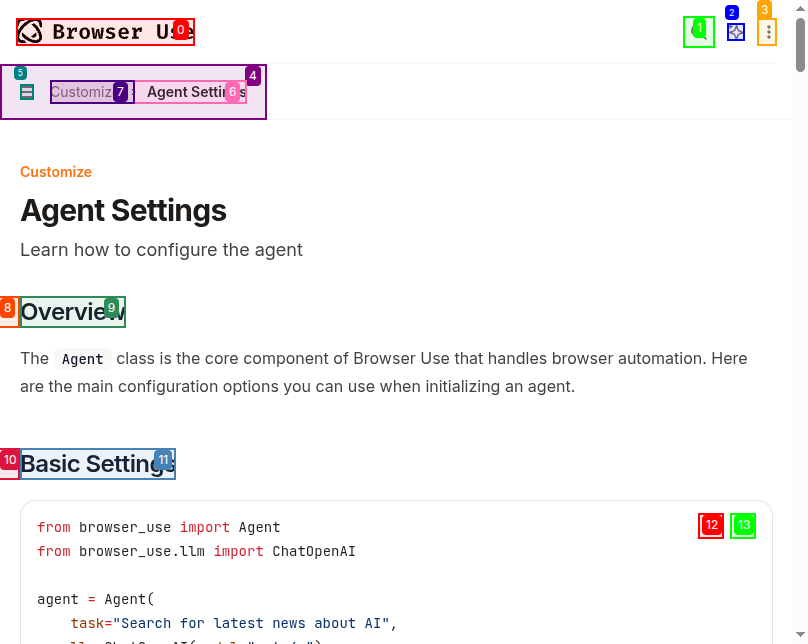 Browser Use
0
1
2
3
4
5
Customiz 7
Agent Settings 6
Customize
Agent Settings
Learn how to configure the agent
8
Overview 9
The Agent class is the core component of Browser Use that handles browser automation. Here
are the main configuration options you can use when initializing an agent.
10
Basic Settings 11
12
13
from browser_use import Agent
from browser_use.llm import ChatOpenAI
agent = Agent(
task="Search for latest news about AI",